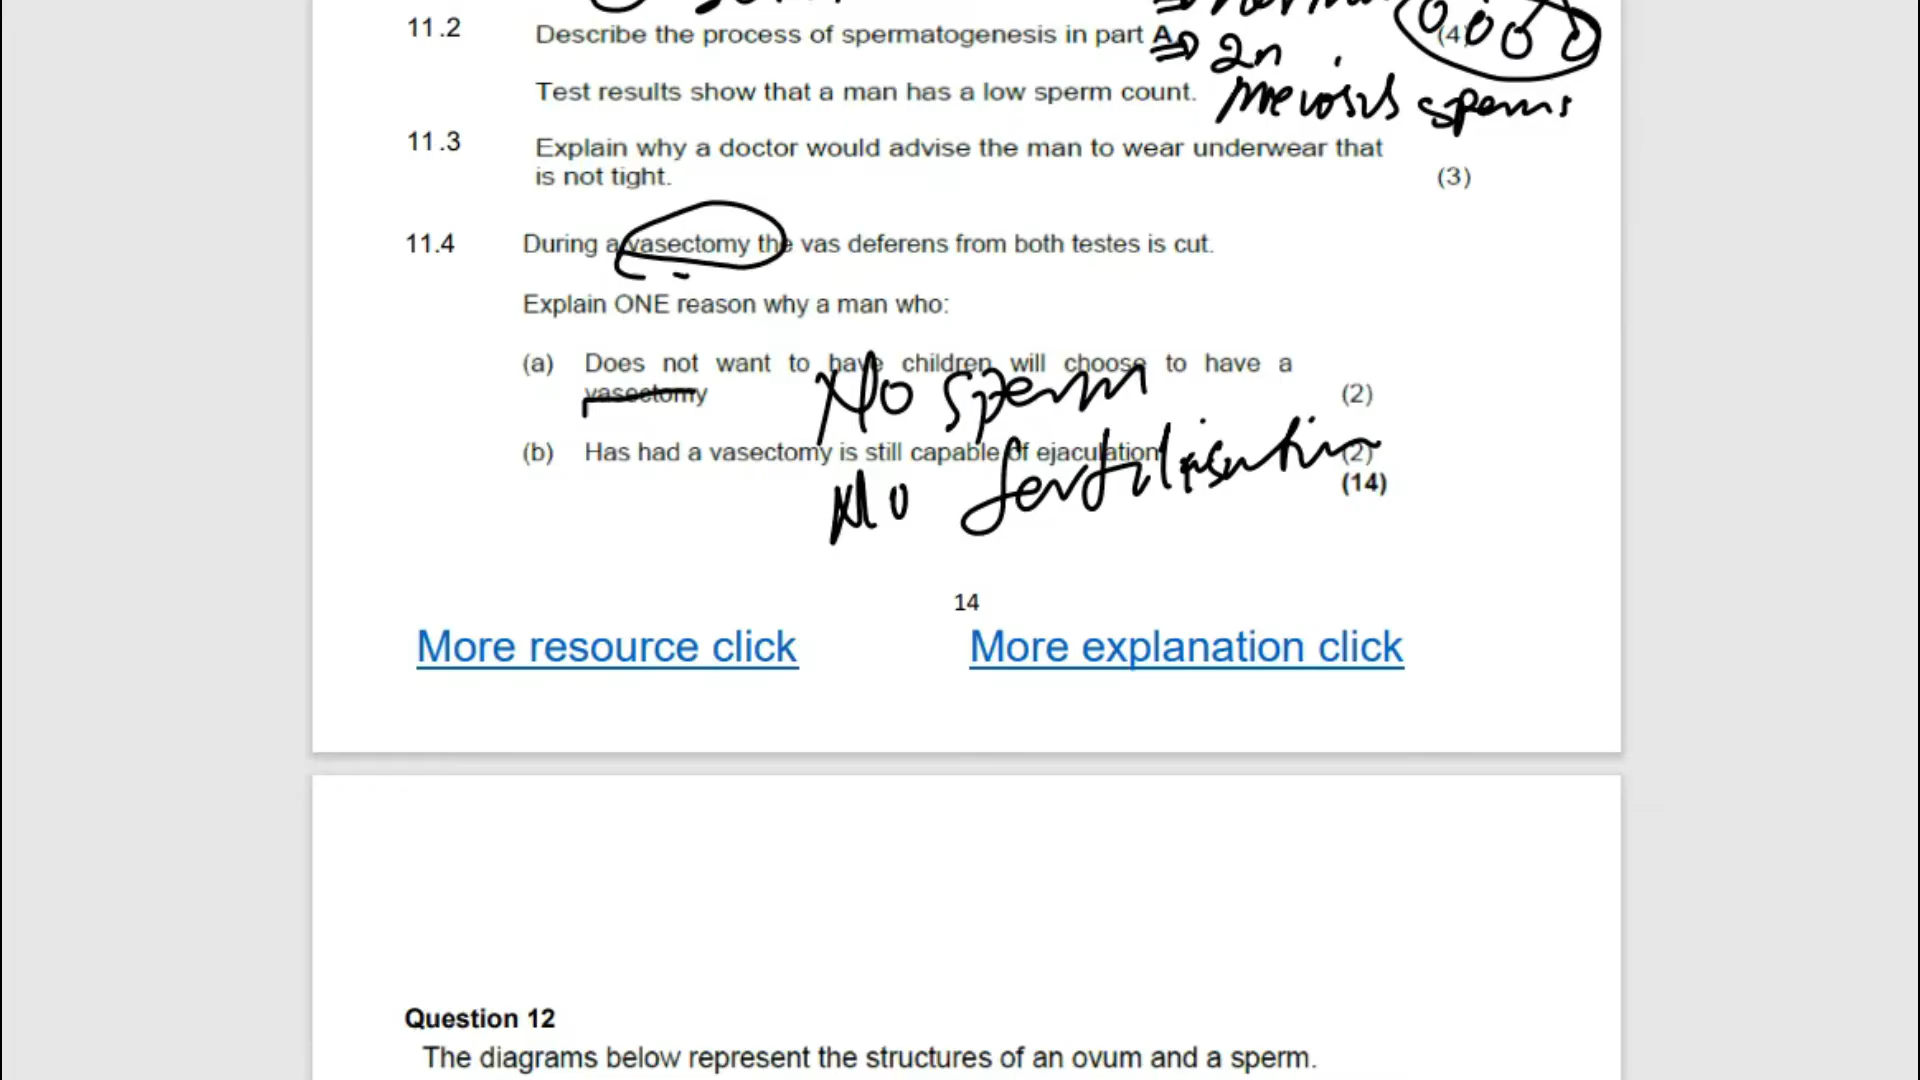 11.2 Describe the process of spermatogenesis in part A. (4)
⇒ 2n
Test results show that a man has a low sperm count.
meiosis sperms
11.3 Explain why a doctor would advise the man to wear underwear that
is not tight. (3)
11.4 During a vasectomy the vas deferens from both testes is cut.
Explain ONE reason why a man who:
(a) Does not want to have children will choose to have a
vasectomy (2)
No sperm
(b) Has had a vasectomy is still capable of ejaculation (2)
(14)
No fertilisation
14
More resource click More explanation click
Question 12
The diagrams below represent the structures of an ovum and a sperm.